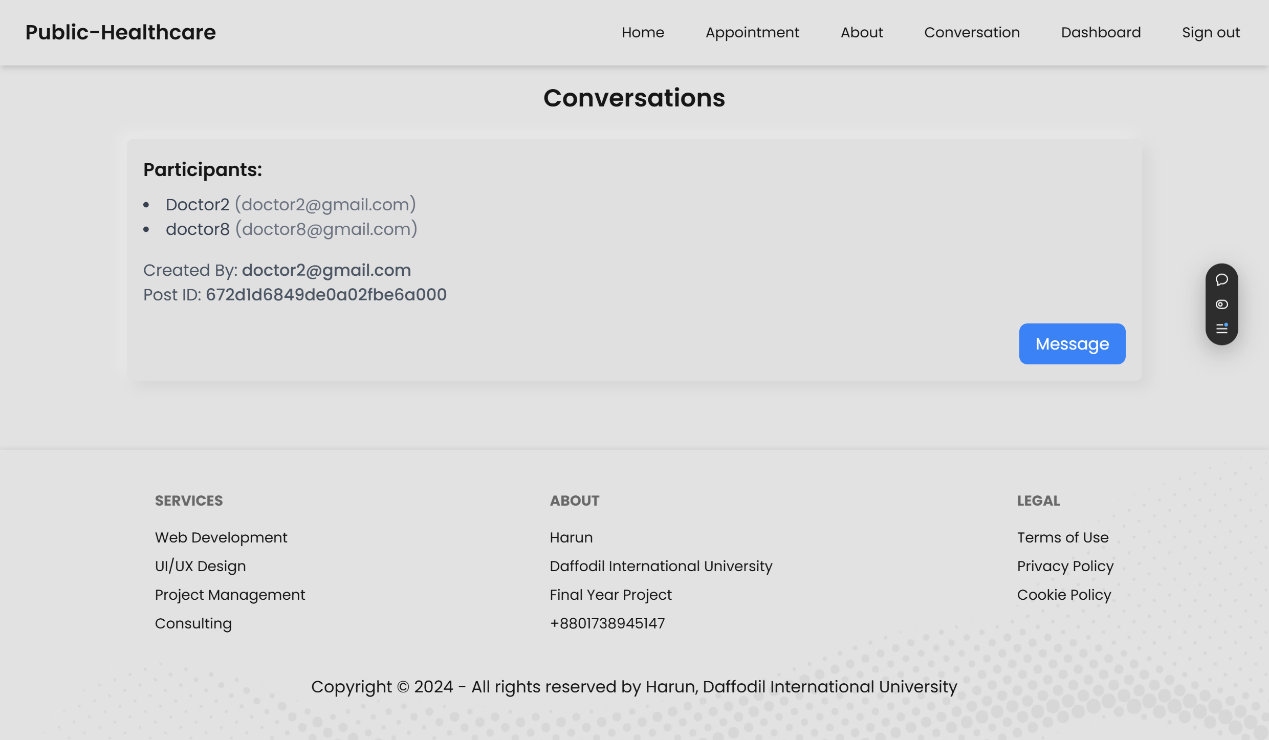 Public-Healthcare
Home Appointment About Conversation Dashboard Sign out
Conversations
Participants:
• Doctor2 (doctor2@gmail.com)
• doctor8 (doctor8@gmail.com)
Created By: doctor2@gmail.com
Post ID: 672d1d6849de0a02fbe6a000
Message
SERVICES
Web Development
UI/UX Design
Project Management
Consulting
ABOUT
Harun
Daffodil International University
Final Year Project
+8801738945147
LEGAL
Terms of Use
Privacy Policy
Cookie Policy
Copyright © 2024 - All rights reserved by Harun, Daffodil International University